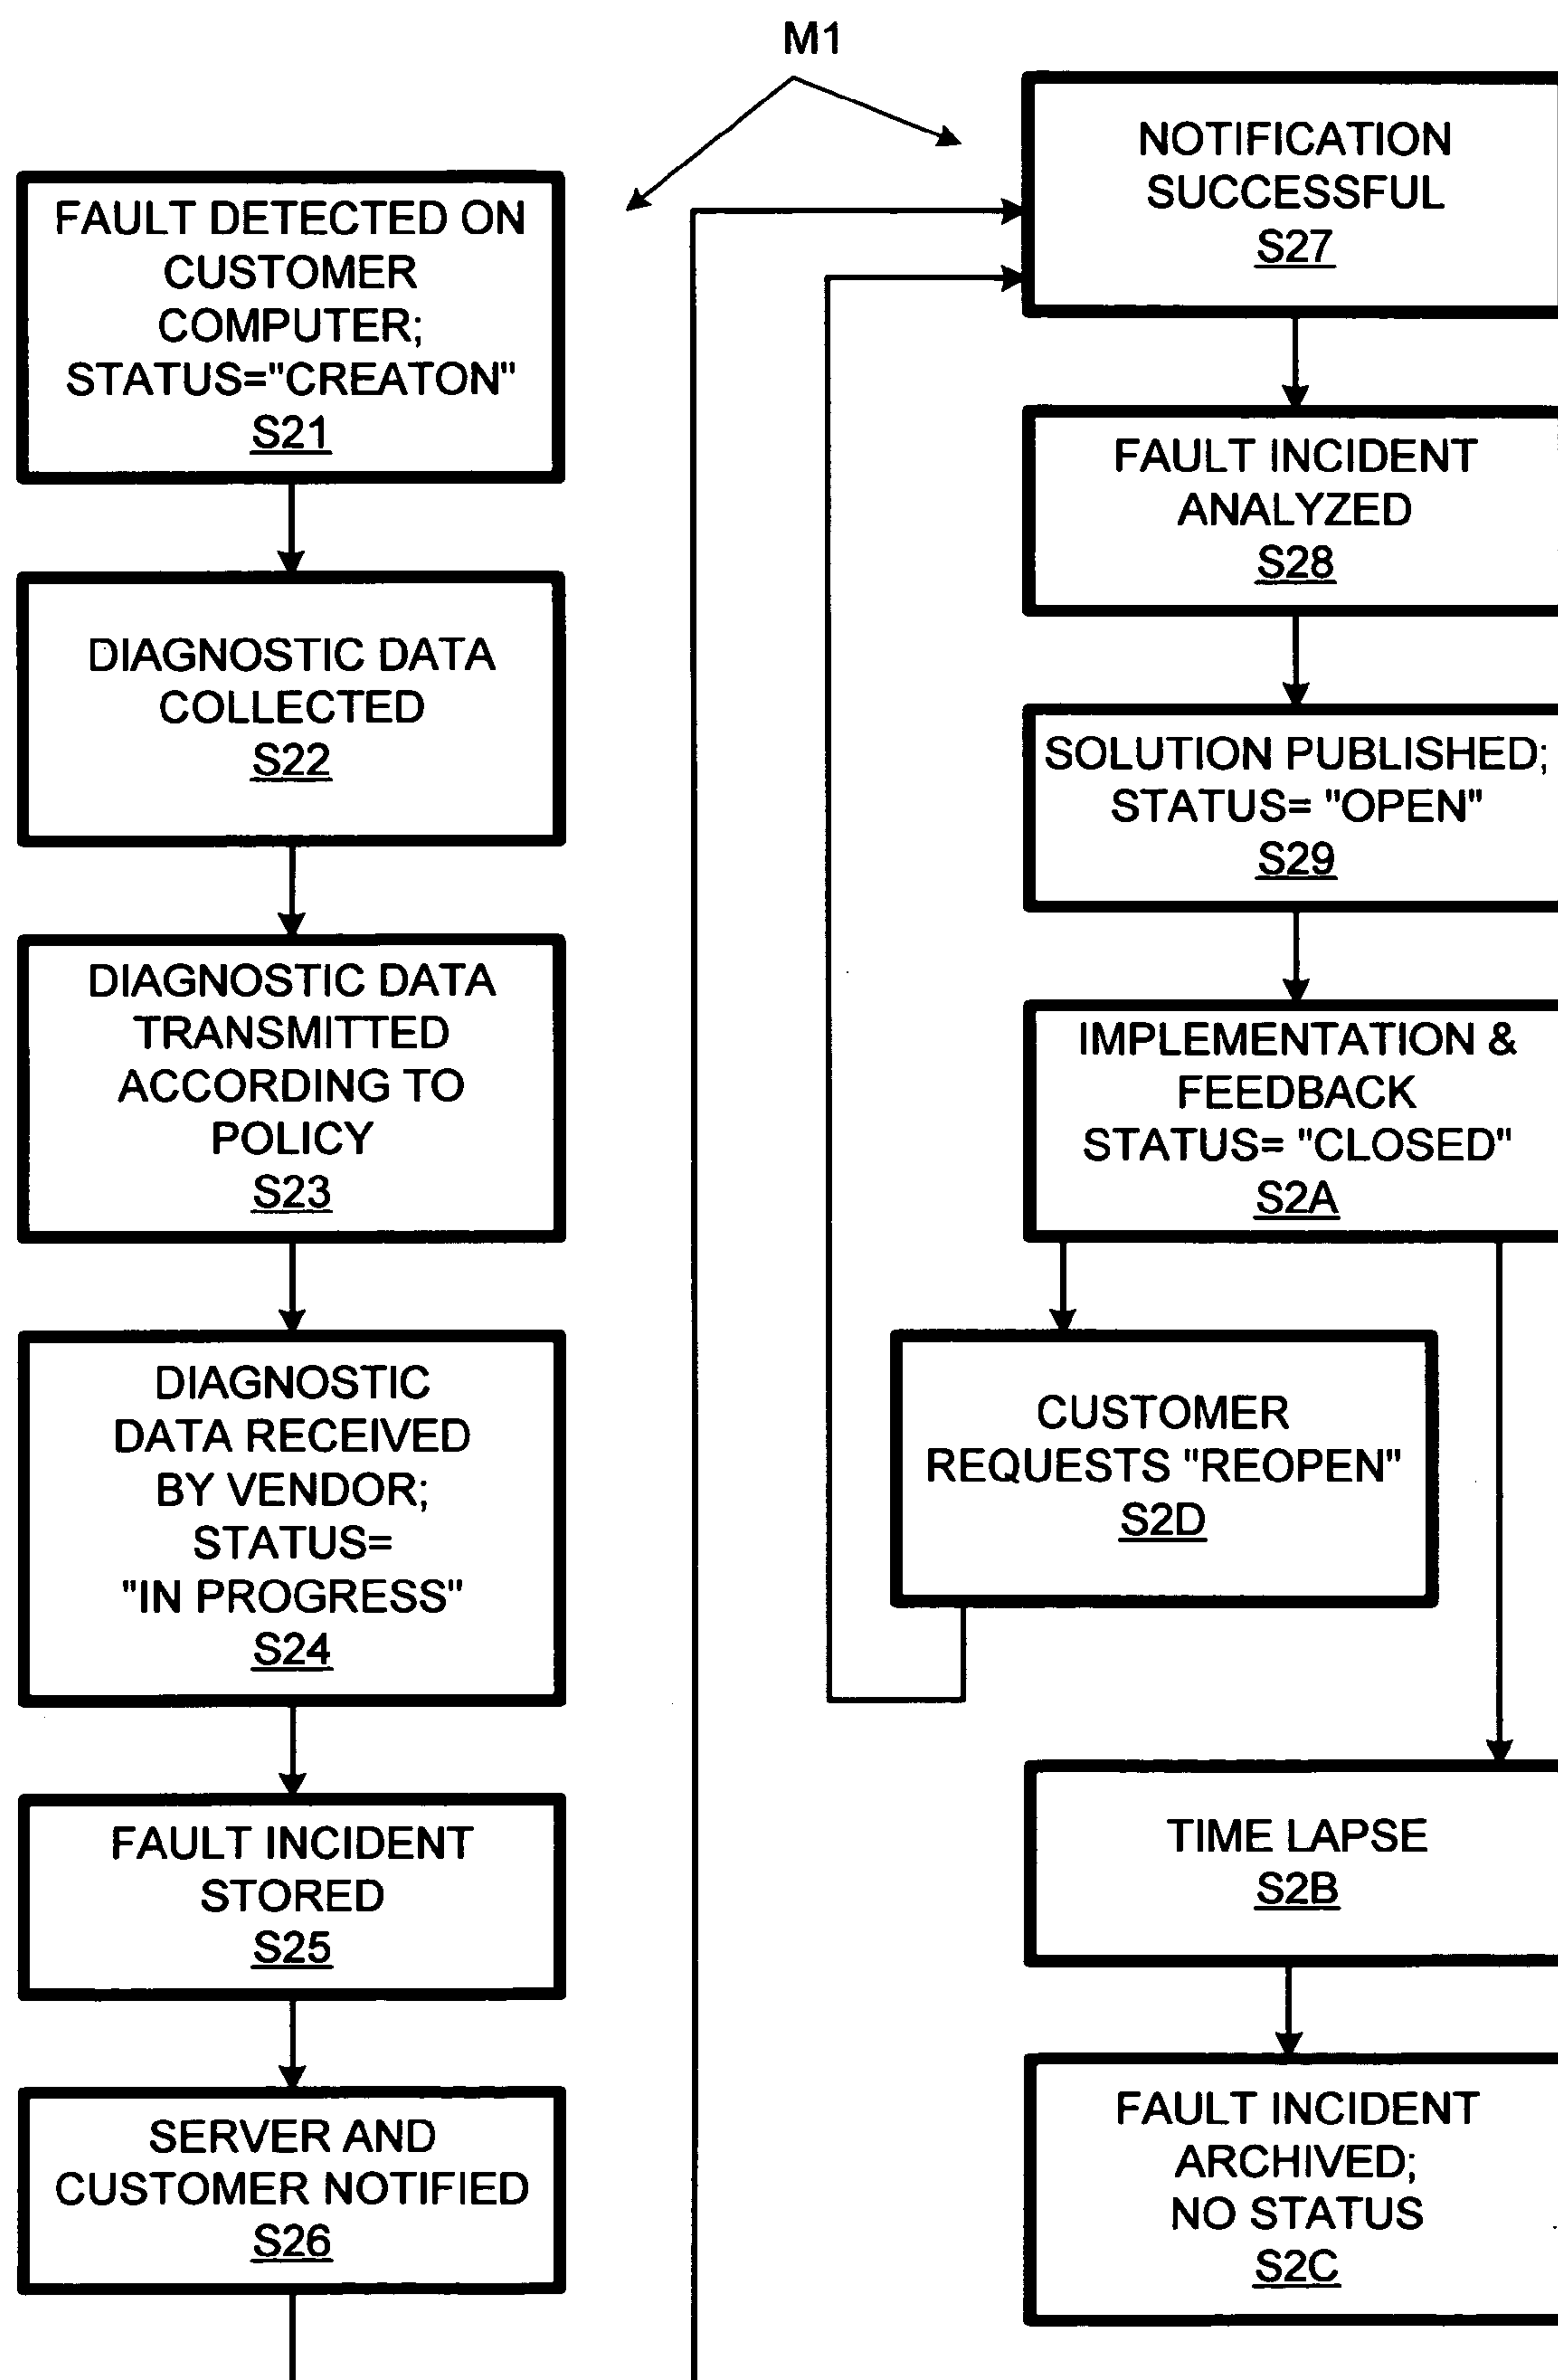 M1
FAULT DETECTED ON
CUSTOMER
COMPUTER;
STATUS="CREATON"
S21
DIAGNOSTIC DATA
COLLECTED
S22
DIAGNOSTIC DATA
TRANSMITTED
ACCORDING TO
POLICY
S23
DIAGNOSTIC
DATA RECEIVED
BY VENDOR;
STATUS=
"IN PROGRESS"
S24
FAULT INCIDENT
STORED
S25
SERVER AND
CUSTOMER NOTIFIED
S26
NOTIFICATION
SUCCESSFUL
S27
FAULT INCIDENT
ANALYZED
S28
SOLUTION PUBLISHED;
STATUS= "OPEN"
S29
IMPLEMENTATION &
FEEDBACK
STATUS= "CLOSED"
S2A
CUSTOMER
REQUESTS "REOPEN"
S2D
TIME LAPSE
S2B
FAULT INCIDENT
ARCHIVED;
NO STATUS
S2C